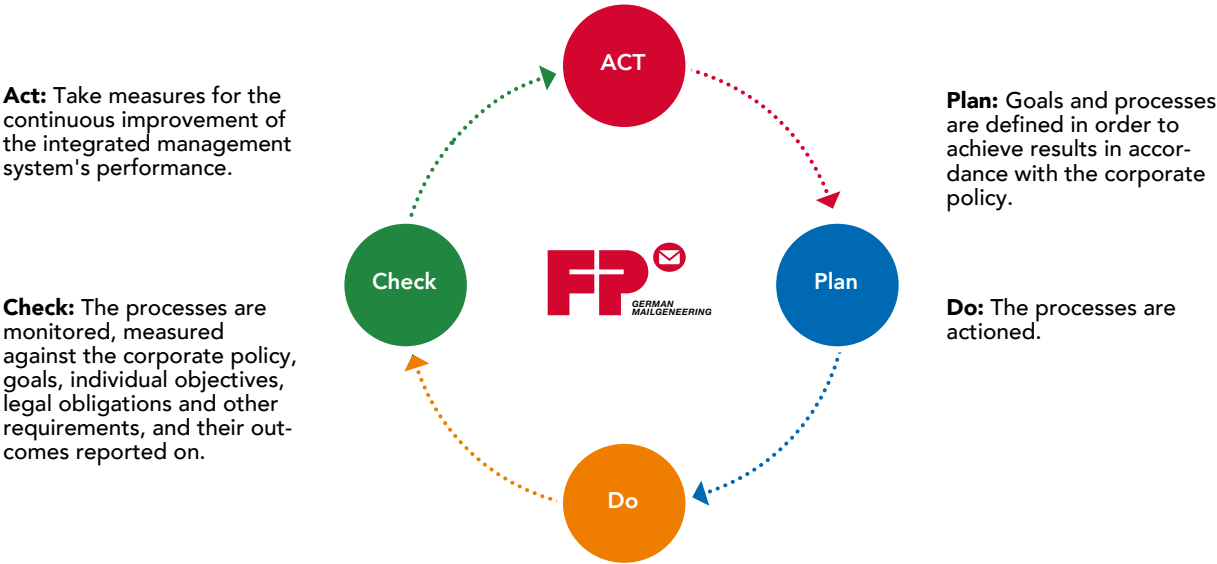 ACT
Act: Take measures for the
continuous improvement of
the integrated management
system's performance.
Plan: Goals and processes
are defined in order to
achieve results in accor-
dance with the corporate
policy.
Check
FP
GERMAN
MAILGENEERING
Plan
Check: The processes are
monitored, measured
against the corporate policy,
goals, individual objectives,
legal obligations and other
requirements, and their out-
comes reported on.
Do: The processes are
actioned.
Do